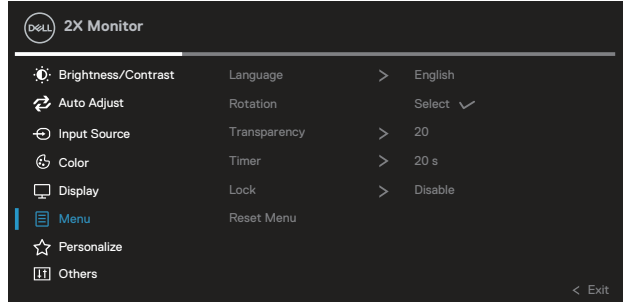 DELL 2X Monitor
Brightness/Contrast Language > English
Auto Adjust Rotation Select ✓
Input Source Transparency > 20
Color Timer > 20 s
Display Lock > Disable
Menu Reset Menu
Personalize
Others
< Exit